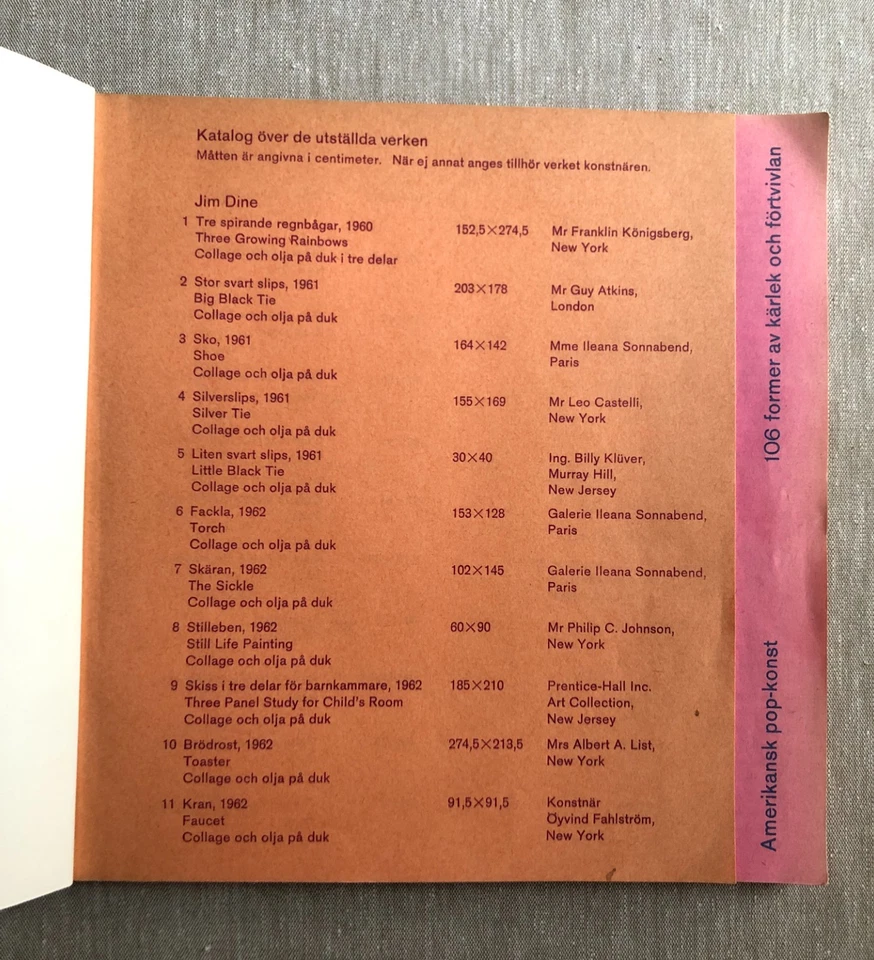 Katalog över de utställda verken
Måtten är angivna i centimeter. När ej annat anges tillhör verket konstnären.
Jim Dine
1 Tre spirande regnbågar, 1960 152,5×274,5 Mr Franklin Königsberg,
Three Growing Rainbows New York
Collage och olja på duk i tre delar
2 Stor svart slips, 1961 203×178 Mr Guy Atkins,
Big Black Tie London
Collage och olja på duk
3 Sko, 1961 164×142 Mme Ileana Sonnabend,
Shoe Paris
Collage och olja på duk
4 Silverslips, 1961 155×169 Mr Leo Castelli,
Silver Tie New York
Collage och olja på duk
5 Liten svart slips, 1961 30×40 Ing. Billy Klüver,
Little Black Tie Murray Hill,
Collage och olja på duk New Jersey
6 Fackla, 1962 153×128 Galerie Ileana Sonnabend,
Torch Paris
Collage och olja på duk
7 Skäran, 1962 102×145 Galerie Ileana Sonnabend,
The Sickle Paris
Collage och olja på duk
8 Stilleben, 1962 60×90 Mr Philip C. Johnson,
Still Life Painting New York
Collage och olja på duk
9 Skiss i tre delar för barnkammare, 1962 185×210 Prentice-Hall Inc.
Three Panel Study for Child's Room Art Collection,
Collage och olja på duk New Jersey
10 Brödrost, 1962 274,5×213,5 Mrs Albert A. List,
Toaster New York
Collage och olja på duk
11 Kran, 1962 91,5×91,5 Konstnär
Faucet Öyvind Fahlström,
Collage och olja på duk New York
Amerikansk pop-konst 106 former av kärlek och förtvivlan